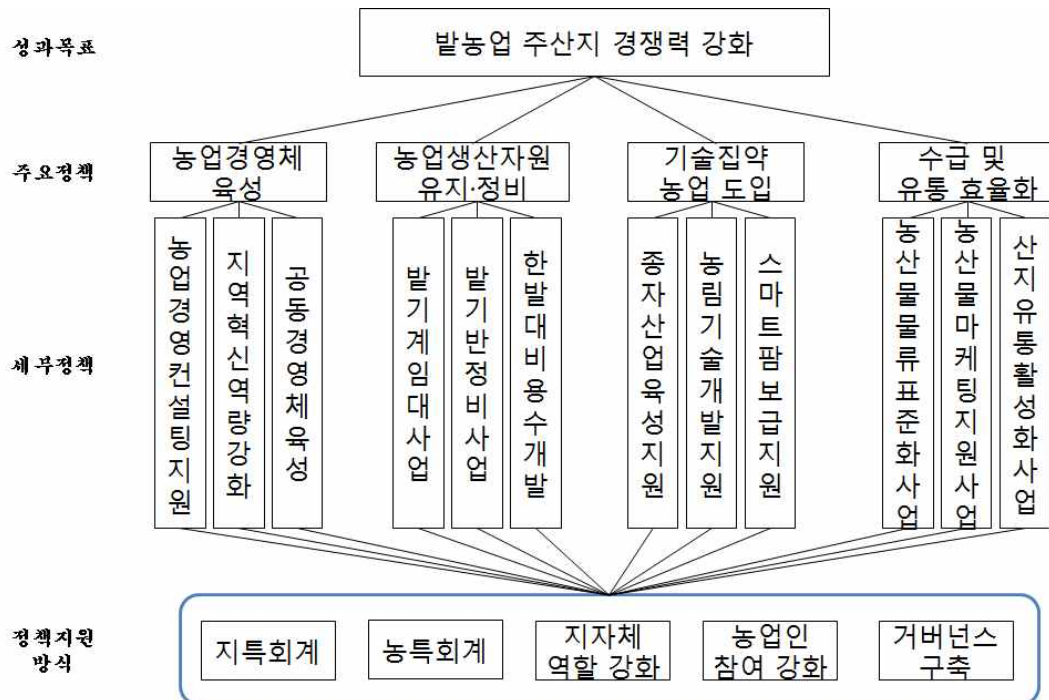 성과목표
밭농업 주산지 경쟁력 강화
주요정책
농업경영체
육성
농업생산자원
유지·정비
기술집약
농업 도입
수급 및
유통 효율화
세부정책
농업경영컨설팅지원
지역혁신역량강화
공동경영체육성
밭기계임대사업
밭기반정비사업
한발대비용수개발
종자산업육성지원
농림기술개발지원
스마트팜보급지원
농산물물류표준화사업
농산물마케팅지원사업
산지유통활성화사업
정책지원
방식
지특회계
농특회계
지자체
역할 강화
농업인
참여 강화
거버넌스
구축